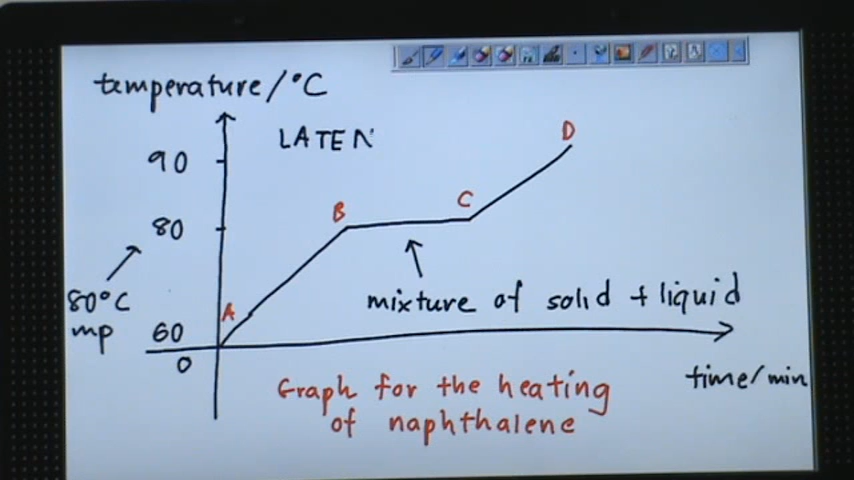 temperature/°C
LATEN
D
90
C
B
80
80°C
mp
mixture of solid + liquid
A
60
0
time/min
Graph for the heating
of naphthalene